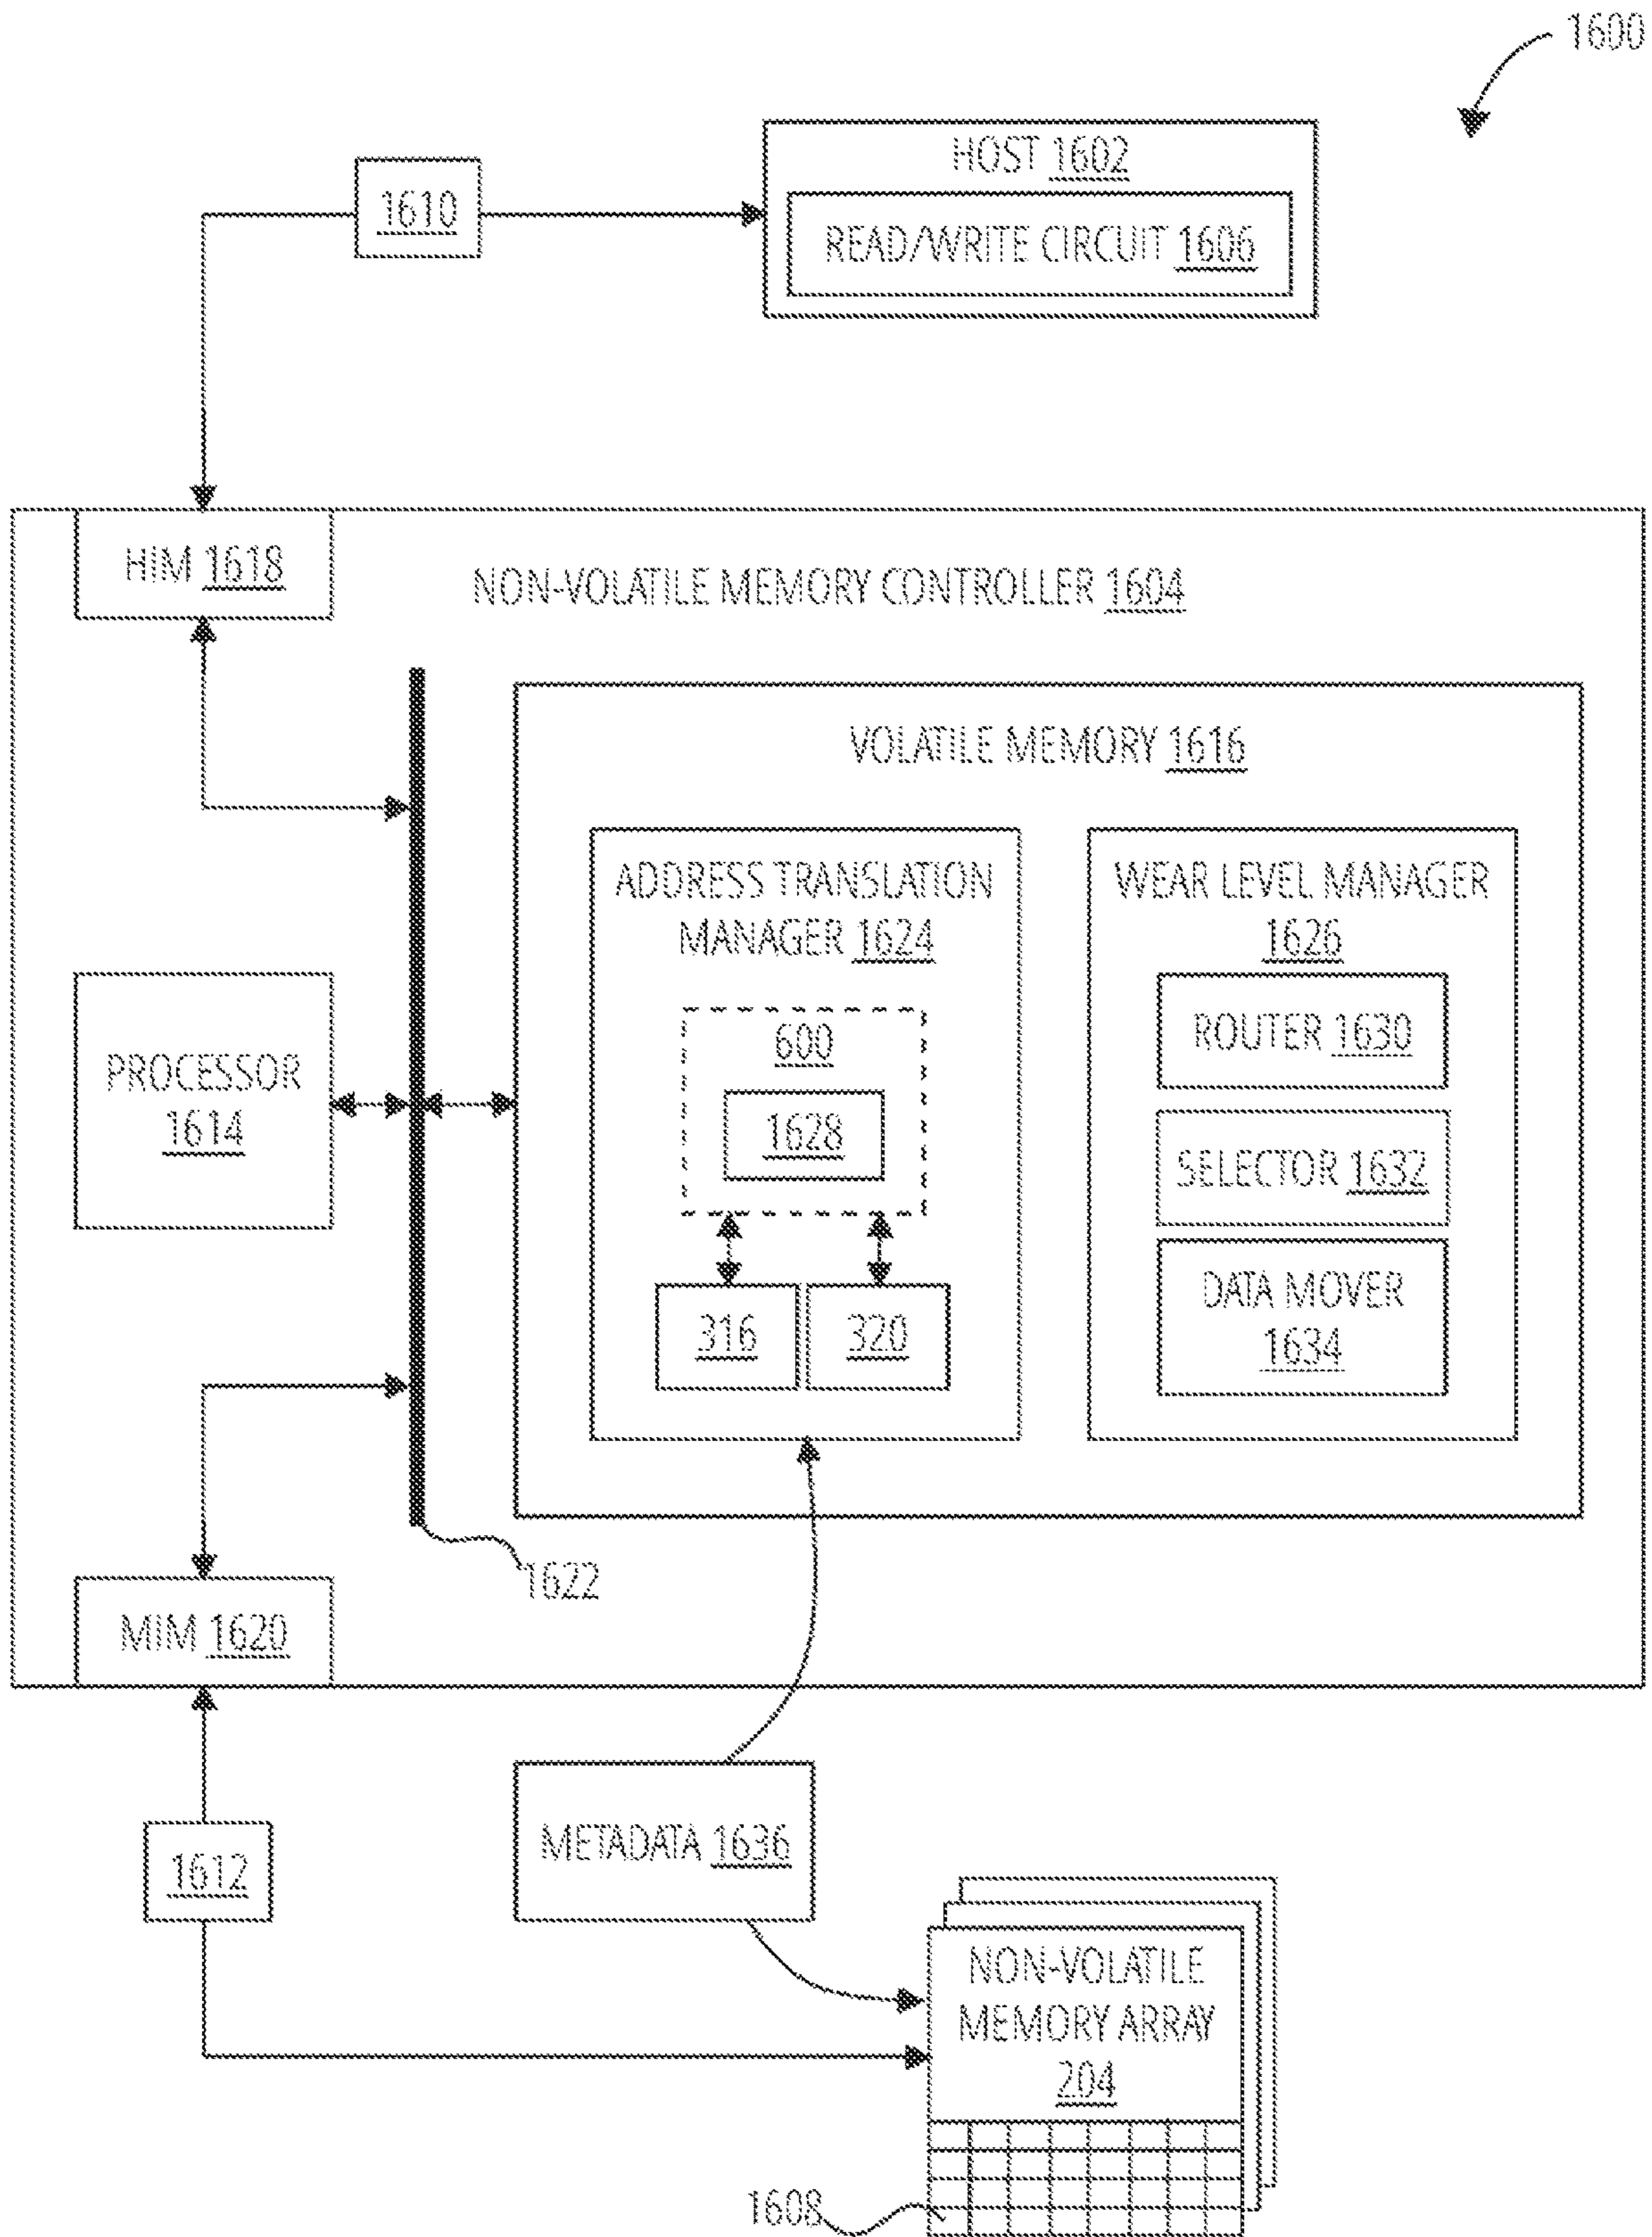 1600
HOST 1602
1610
READ/WRITE CIRCUIT 1606
HIM 1618
NON-VOLATILE MEMORY CONTROLLER 1604
VOLATILE MEMORY 1616
ADDRESS TRANSLATION
MANAGER 1624
WEAR LEVEL MANAGER
1626
600
ROUTER 1630
PROCESSOR
1614
1628
SELECTOR 1632
DATA MOVER
1634
316
320
1622
MIM 1620
METADATA 1636
1612
NON-VOLATILE
MEMORY ARRAY
204
1608